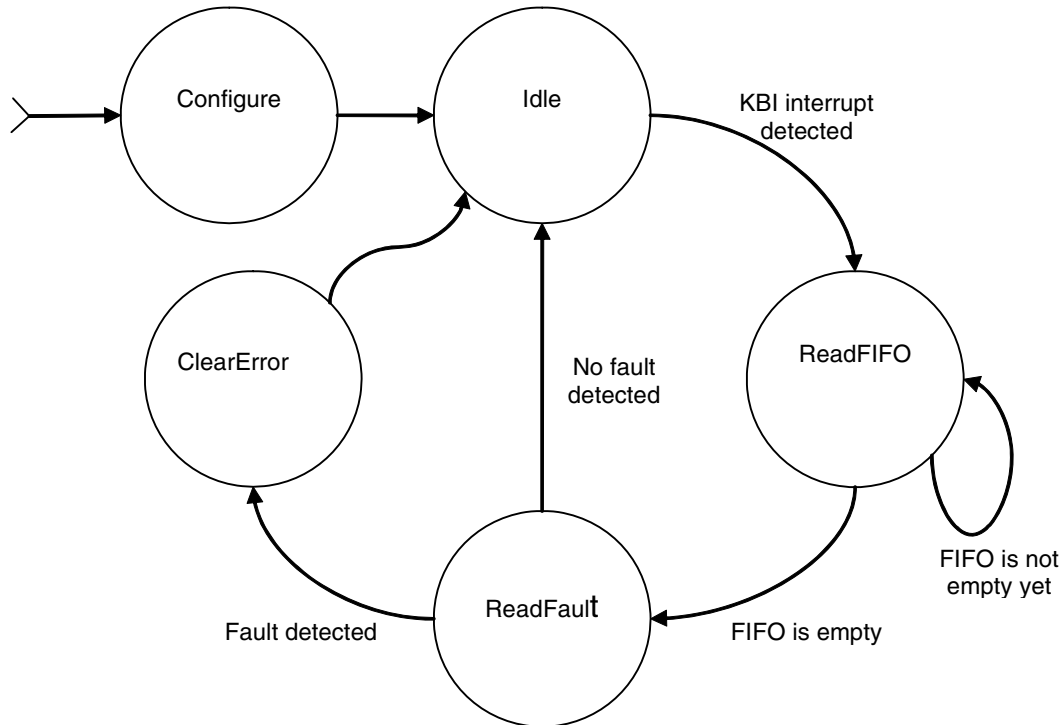 Configure
Idle
KBI interrupt
detected
ClearError
ReadFIFO
No fault
detected
FIFO is not
empty yet
ReadFault
Fault detected
FIFO is empty